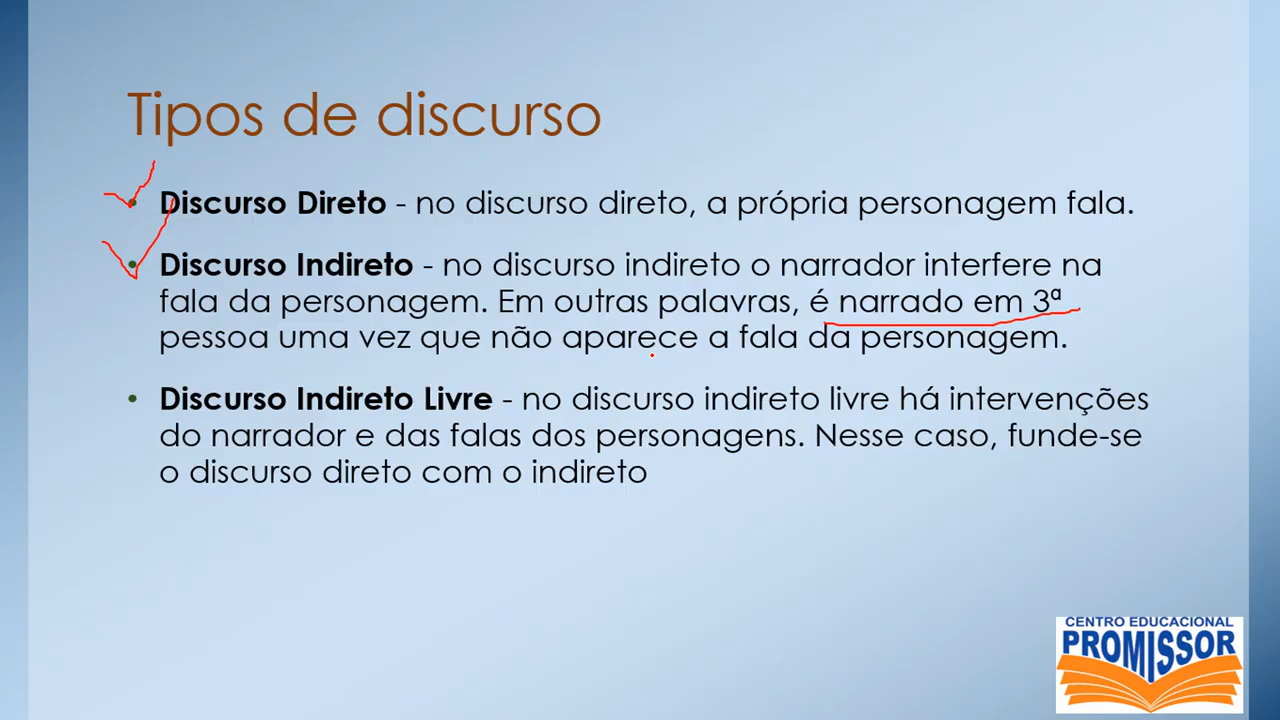 Tipos de discurso
• Discurso Direto - no discurso direto, a própria personagem fala.
• Discurso Indireto - no discurso indireto o narrador interfere na
fala da personagem. Em outras palavras, é narrado em 3ª
pessoa uma vez que não aparece a fala da personagem.
• Discurso Indireto Livre - no discurso indireto livre há intervenções
do narrador e das falas dos personagens. Nesse caso, funde-se
o discurso direto com o indireto
CENTRO EDUCACIONAL
PROMISSOR